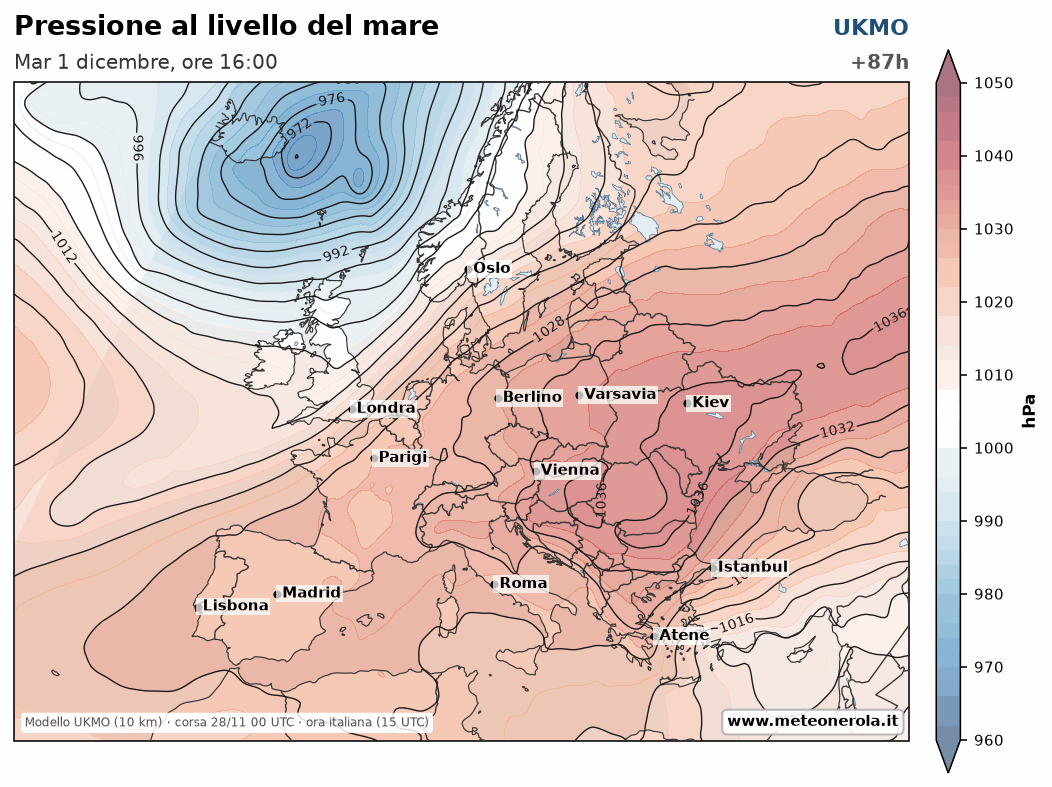 Pressione al livello del mare
UKMO
Mar 1 dicembre, ore 16:00
+87h
976
972
996
1012
992
Oslo
1028
1036
Berlino
Varsavia
Kiev
Londra
1032
Parigi
Vienna
1036
1036
Istanbul
Roma
Madrid
Lisbona
1016
Atene
Modello UKMO (10 km) · corsa 28/11 00 UTC · ora italiana (15 UTC)
www.meteonerola.it
1050
1040
1030
1020
1010
1000
990
980
970
960
hPa